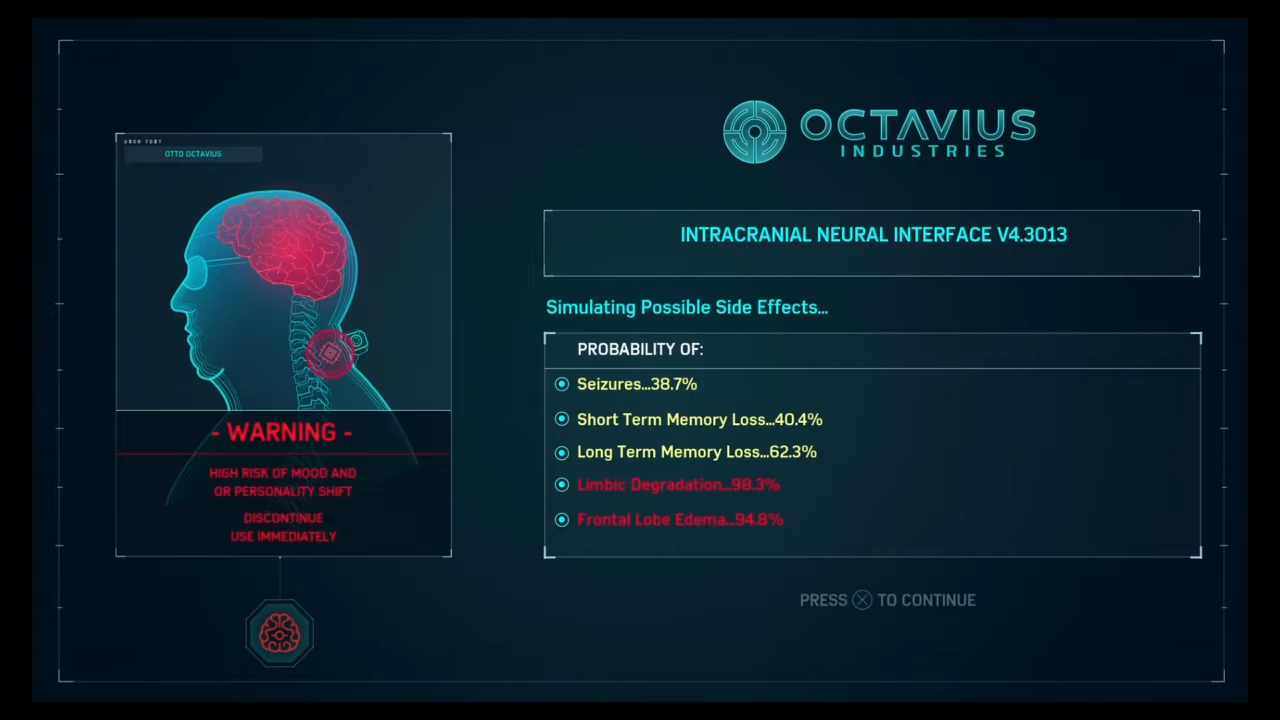 USER TEST
OTTO OCTAVIUS
- WARNING -
HIGH RISK OF MOOD AND
OR PERSONALITY SHIFT
DISCONTINUE
USE IMMEDIATELY
OCTAVIUS
INDUSTRIES
INTRACRANIAL NEURAL INTERFACE V4.3013
Simulating Possible Side Effects...
PROBABILITY OF:
Seizures...38.7%
Short Term Memory Loss...40.4%
Long Term Memory Loss...62.3%
Limbic Degradation...98.3%
Frontal Lobe Edema...94.8%
PRESS ⓧ TO CONTINUE